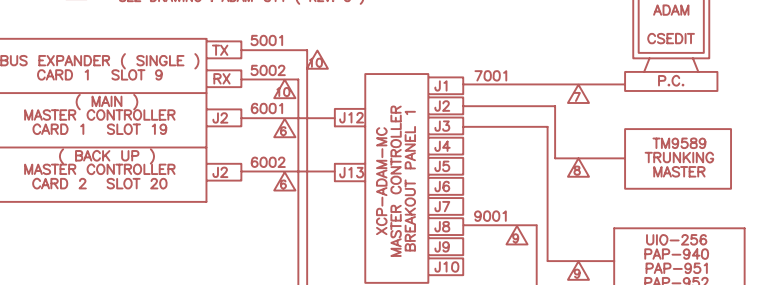 ADAM
CSEDIT
P.C.
BUS EXPANDER ( SINGLE )
CARD 1 SLOT 9
TX
5001
10
RX
5002
10
( MAIN )
MASTER CONTROLLER
CARD 1 SLOT 19
J2
6001
6
J12
( BACK UP )
MASTER CONTROLLER
CARD 2 SLOT 20
J2
6002
6
J13
XCP-ADAM-MC
MASTER CONTROLLER
BREAKOUT PANEL 1
J1
J2
J3
J4
J5
J6
J7
J8
J9
J10
7001
7
8
TM9589
TRUNKING
MASTER
9001
9
9
UIO-256
PAP-940
PAP-951
PAP-952